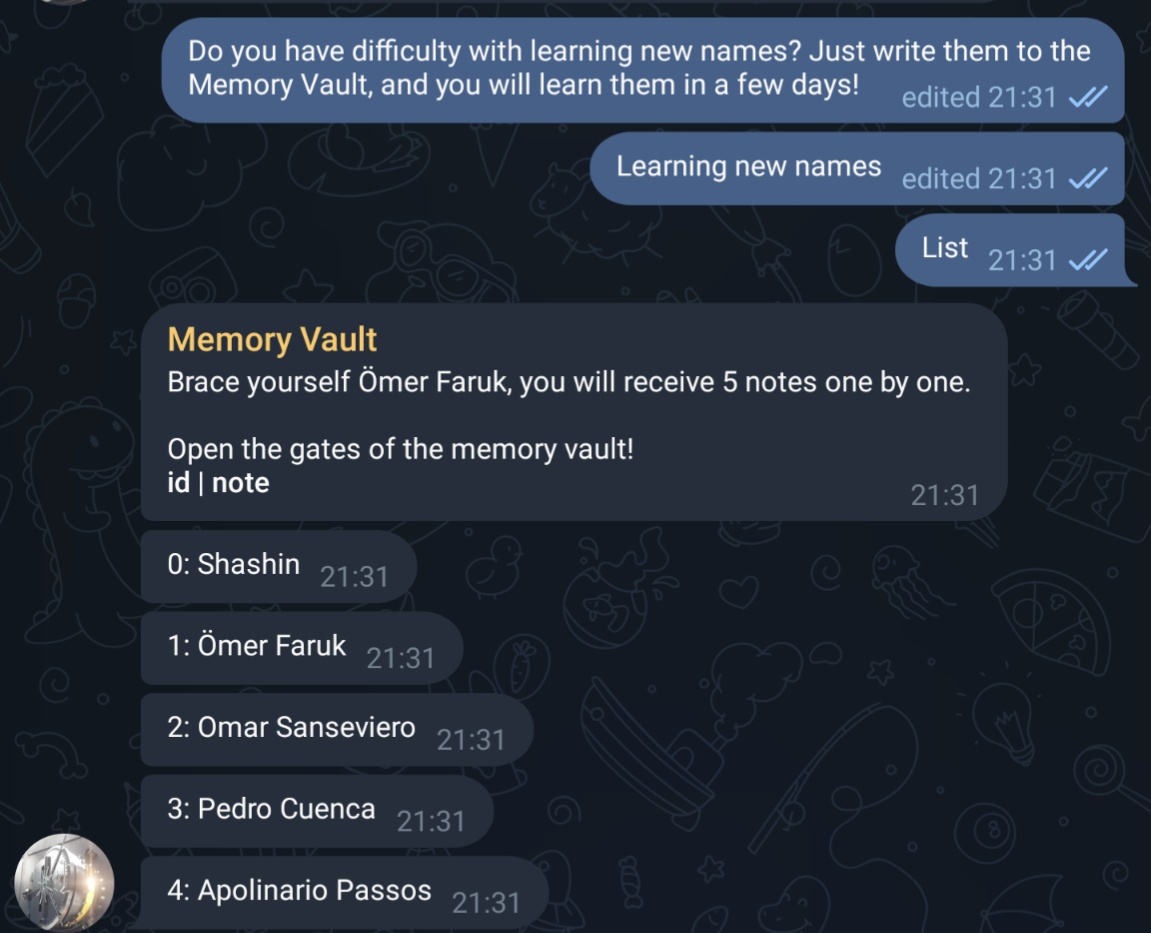 Do you have difficulty with learning new names? Just write them to the
Memory Vault, and you will learn them in a few days!
edited 21:31
Learning new names
edited 21:31
List
21:31
Memory Vault
Brace yourself Ömer Faruk, you will receive 5 notes one by one.
Open the gates of the memory vault!
id | note
21:31
0: Shashin 21:31
1: Ömer Faruk 21:31
2: Omar Sanseviero 21:31
3: Pedro Cuenca 21:31
4: Apolinario Passos 21:31